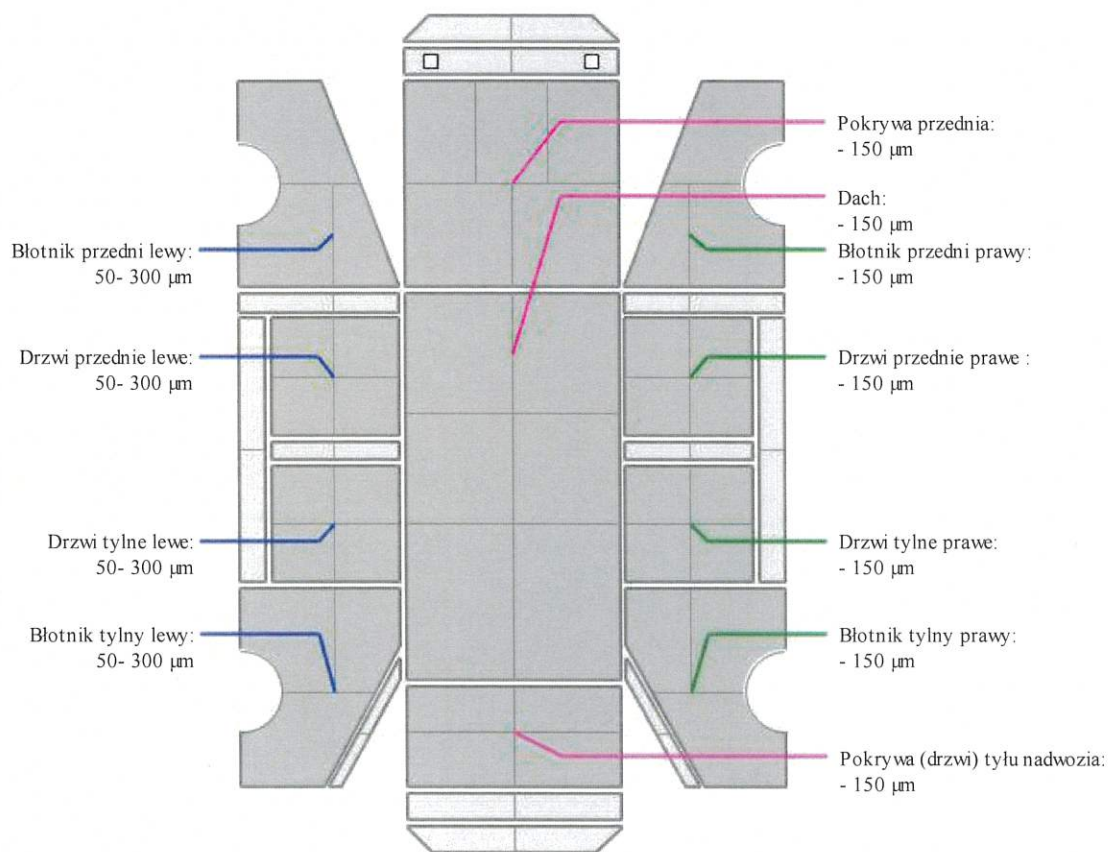 Pokrywa przednia:
- 150 µm
Dach:
- 150 µm
Błotnik przedni lewy:
50- 300 µm
Błotnik przedni prawy:
- 150 µm
Drzwi przednie lewe:
50- 300 µm
Drzwi przednie prawe :
- 150 µm
Drzwi tylne lewe:
50- 300 µm
Drzwi tylne prawe:
- 150 µm
Błotnik tylny lewy:
50- 300 µm
Błotnik tylny prawy:
- 150 µm
Pokrywa (drzwi) tyłu nadwozia:
- 150 µm